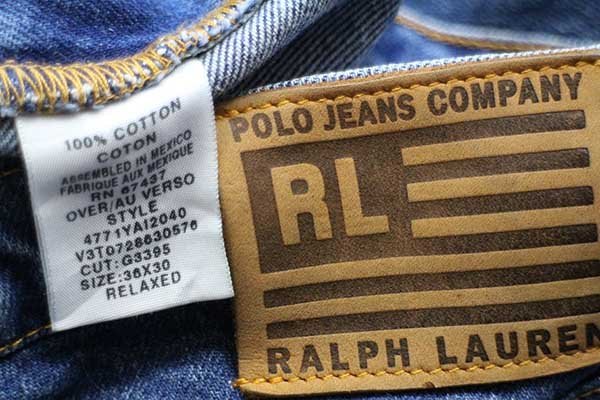 100% COTTON
COTON
ASSEMBLED IN MEXICO
FABRIQUE AUX MEXIQUE
RN 67437
OVER/AU VERSO
STYLE
4771YAI2040
V3T0728630576
CUT:G3395
SIZE:36X30
RELAXED
POLO JEANS COMPANY
RL
RALPH LAUREN